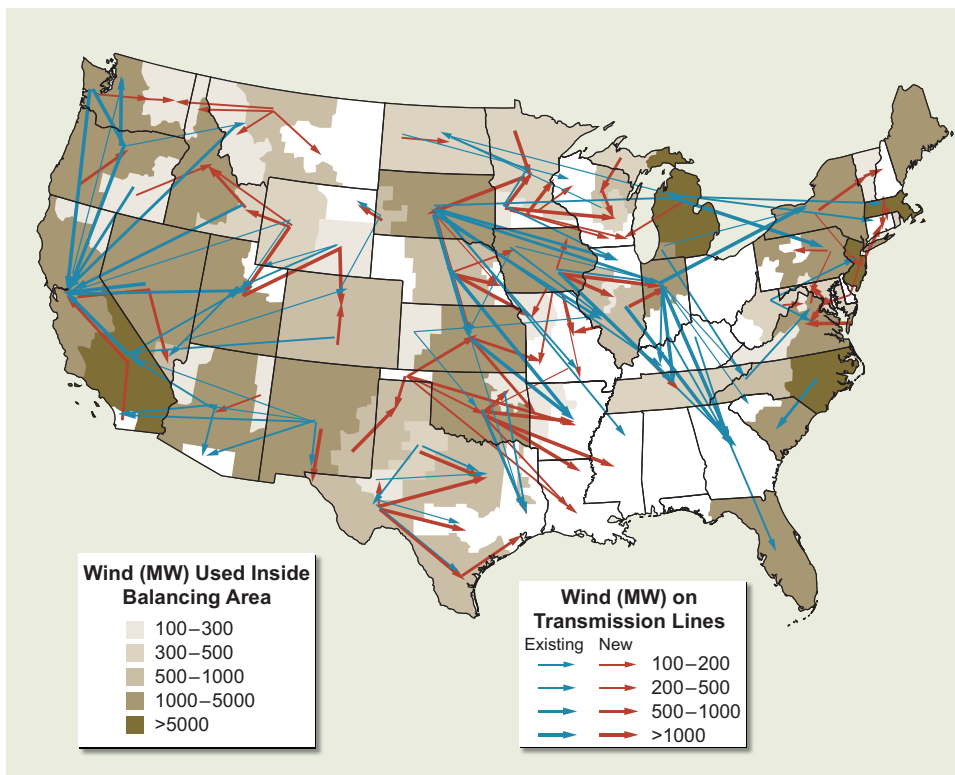 Wind (MW) Used Inside
Balancing Area
100–300
300–500
500–1000
1000–5000
>5000
Wind (MW) on
Transmission Lines
Existing New
100–200
200–500
500–1000
>1000